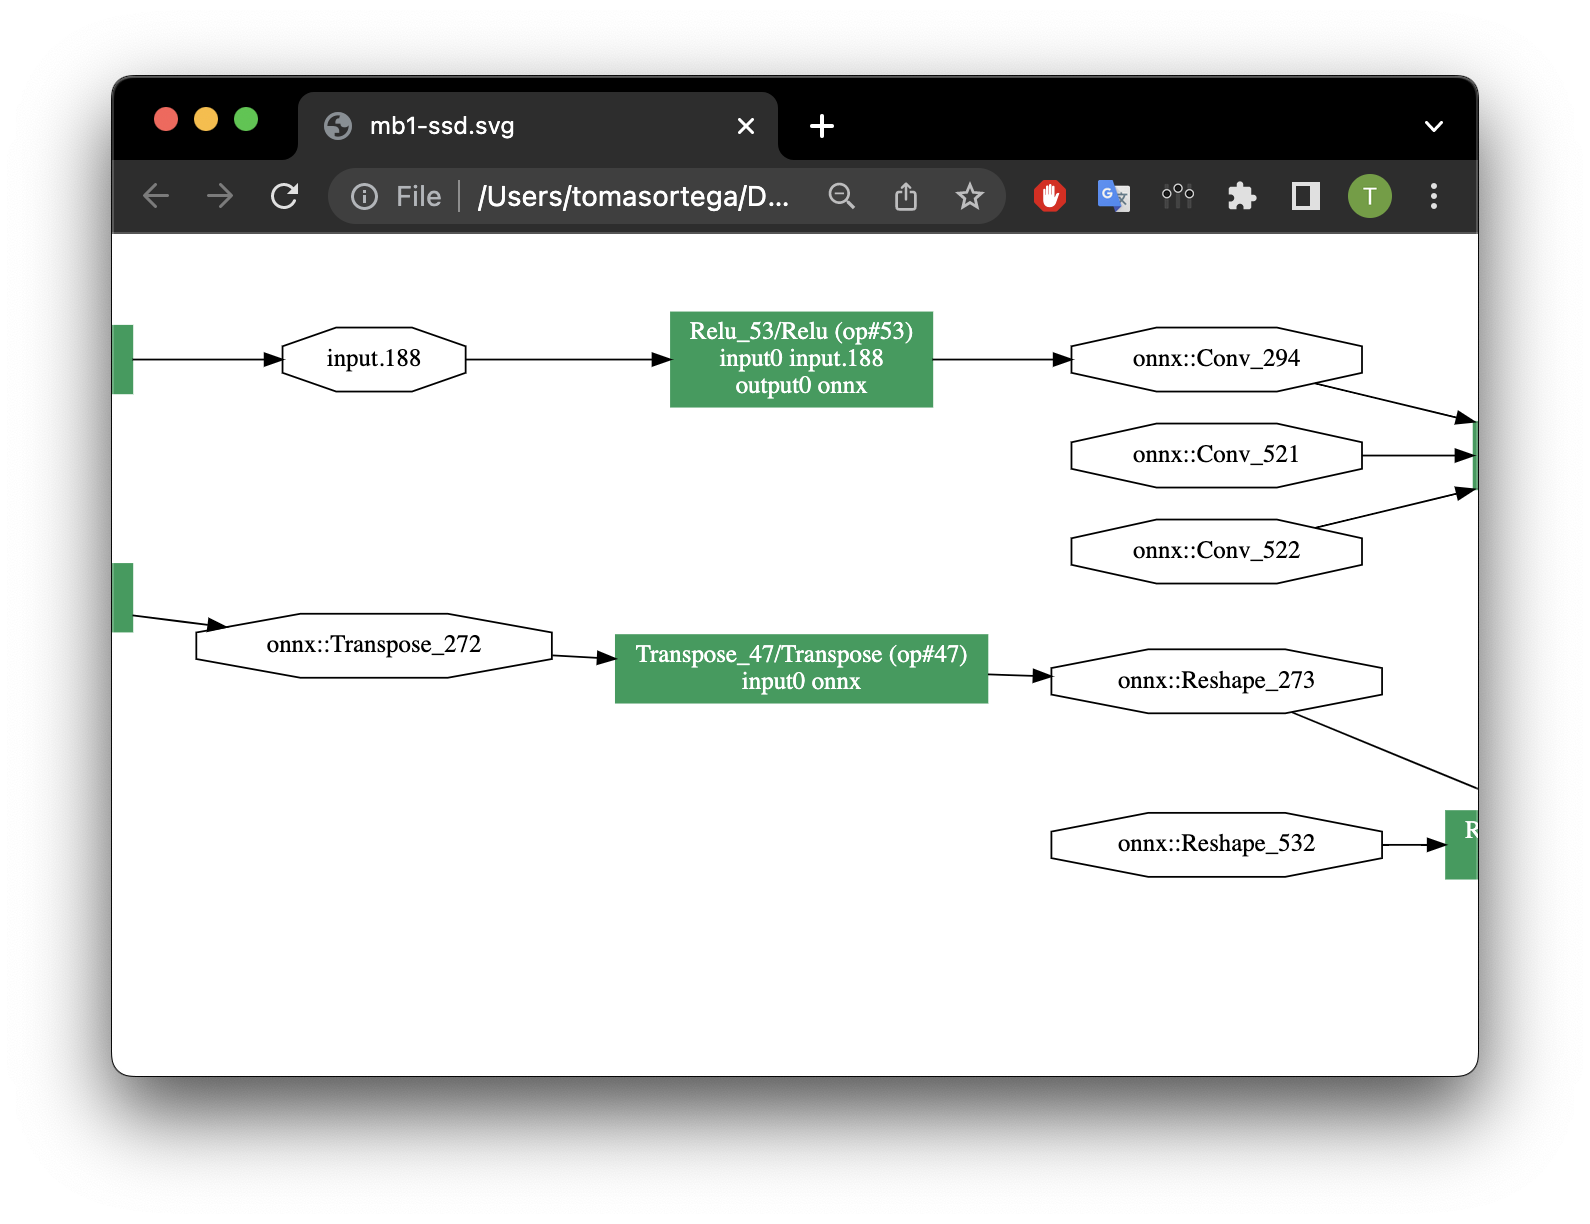 mb1-ssd.svg
File
/Users/tomasortega/D...
G
T
input.188
Relu_53/Relu (op#53)
input0 input.188
output0 onnx
onnx::Conv_294
onnx::Conv_521
onnx::Conv_522
onnx::Transpose_272
Transpose_47/Transpose (op#47)
input0 onnx
onnx::Reshape_273
onnx::Reshape_532
R